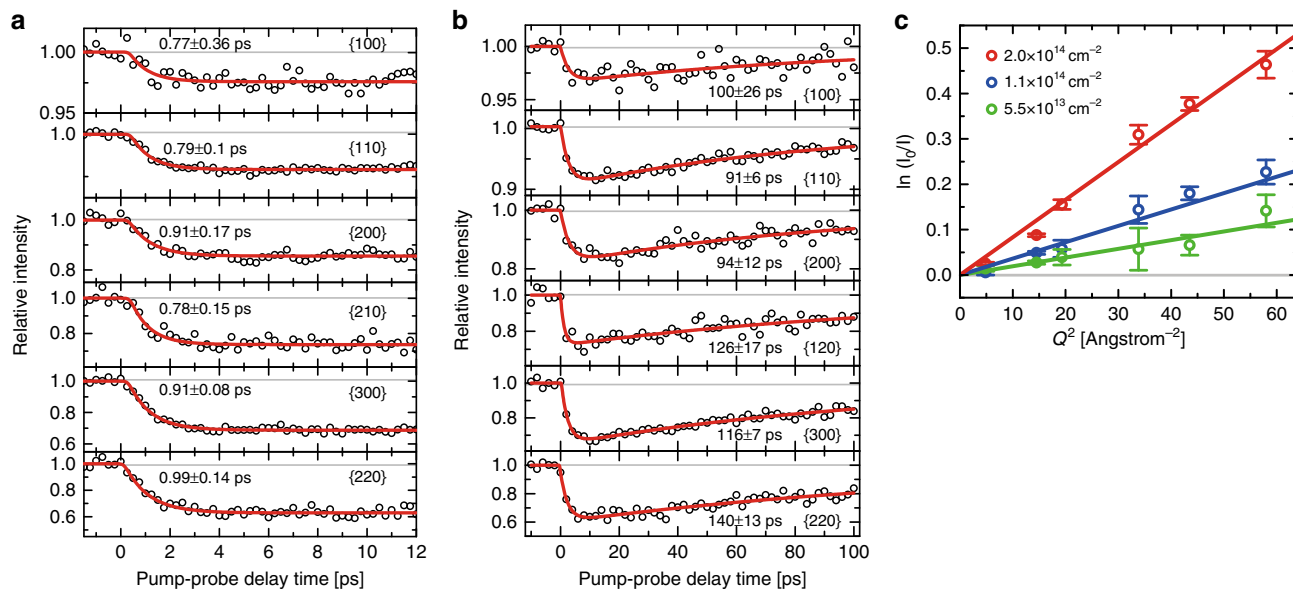 a
Relative intensity
1.00
0.95
0.77±0.36 ps
{100}
1.0
0.79±0.1 ps
{110}
1.0
0.8
0.91±0.17 ps
{200}
1.0
0.8
0.6
0.78±0.15 ps
{210}
1.0
0.8
0.6
0.91±0.08 ps
{300}
1.0
0.8
0.6
0.99±0.14 ps
{220}
0 2 4 6 8 10 12
Pump-probe delay time [ps]
b
Relative intensity
1.00
0.95
100±26 ps
{100}
1.0
0.9
91±6 ps
{110}
1.0
0.8
94±12 ps
{200}
1.0
0.8
126±17 ps
{120}
1.0
0.8
0.6
116±7 ps
{300}
1.0
0.8
0.6
140±13 ps
{220}
0 20 40 60 80 100
Pump-probe delay time [ps]
c
ln (I₀/I)
0.5
0.4
0.3
0.2
0.1
0.0
2.0×10¹⁴ cm⁻²
1.1×10¹⁴ cm⁻²
5.5×10¹³ cm⁻²
0 10 20 30 40 50 60
Q² [Angstrom⁻²]